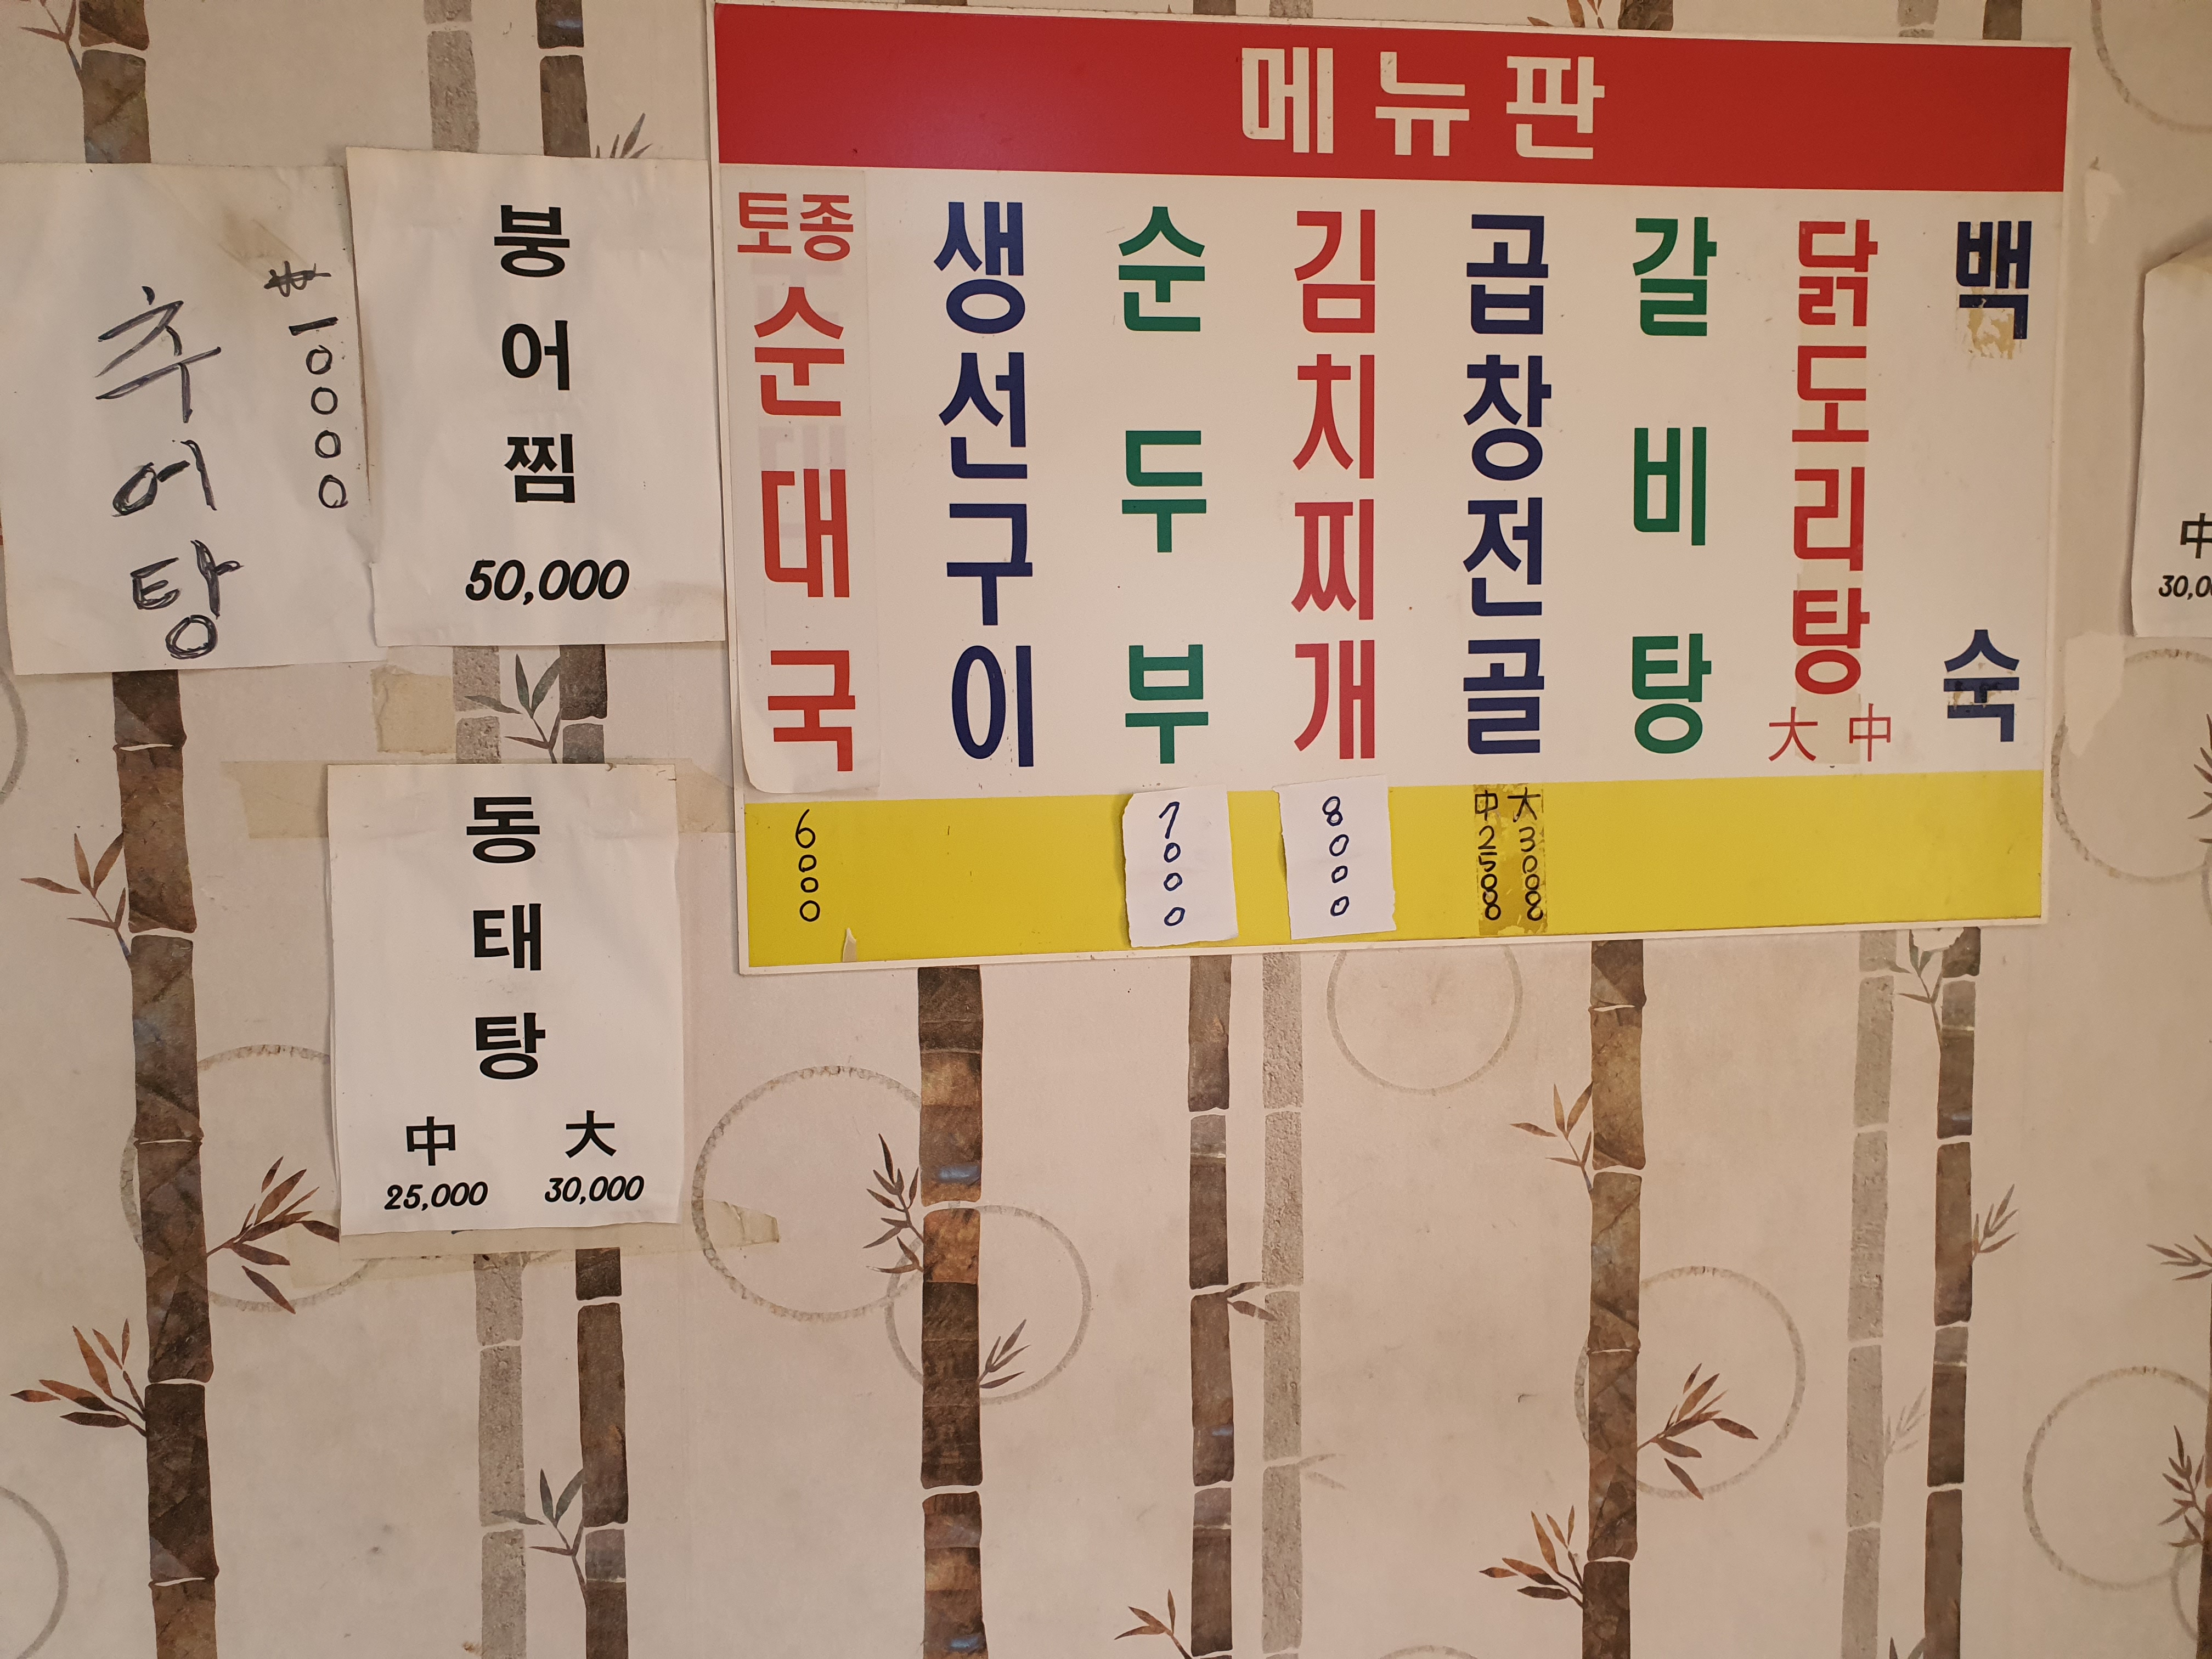 메뉴판
토종 순대국
6000
생선구이
순두부
7000
김치찌개
8000
곱창전골
中 25000
大 30000
갈비탕
닭도리탕
大 中
백숙
추어탕
₩10000
붕어찜
50,000
동태탕
中 大
25,000 30,000
中